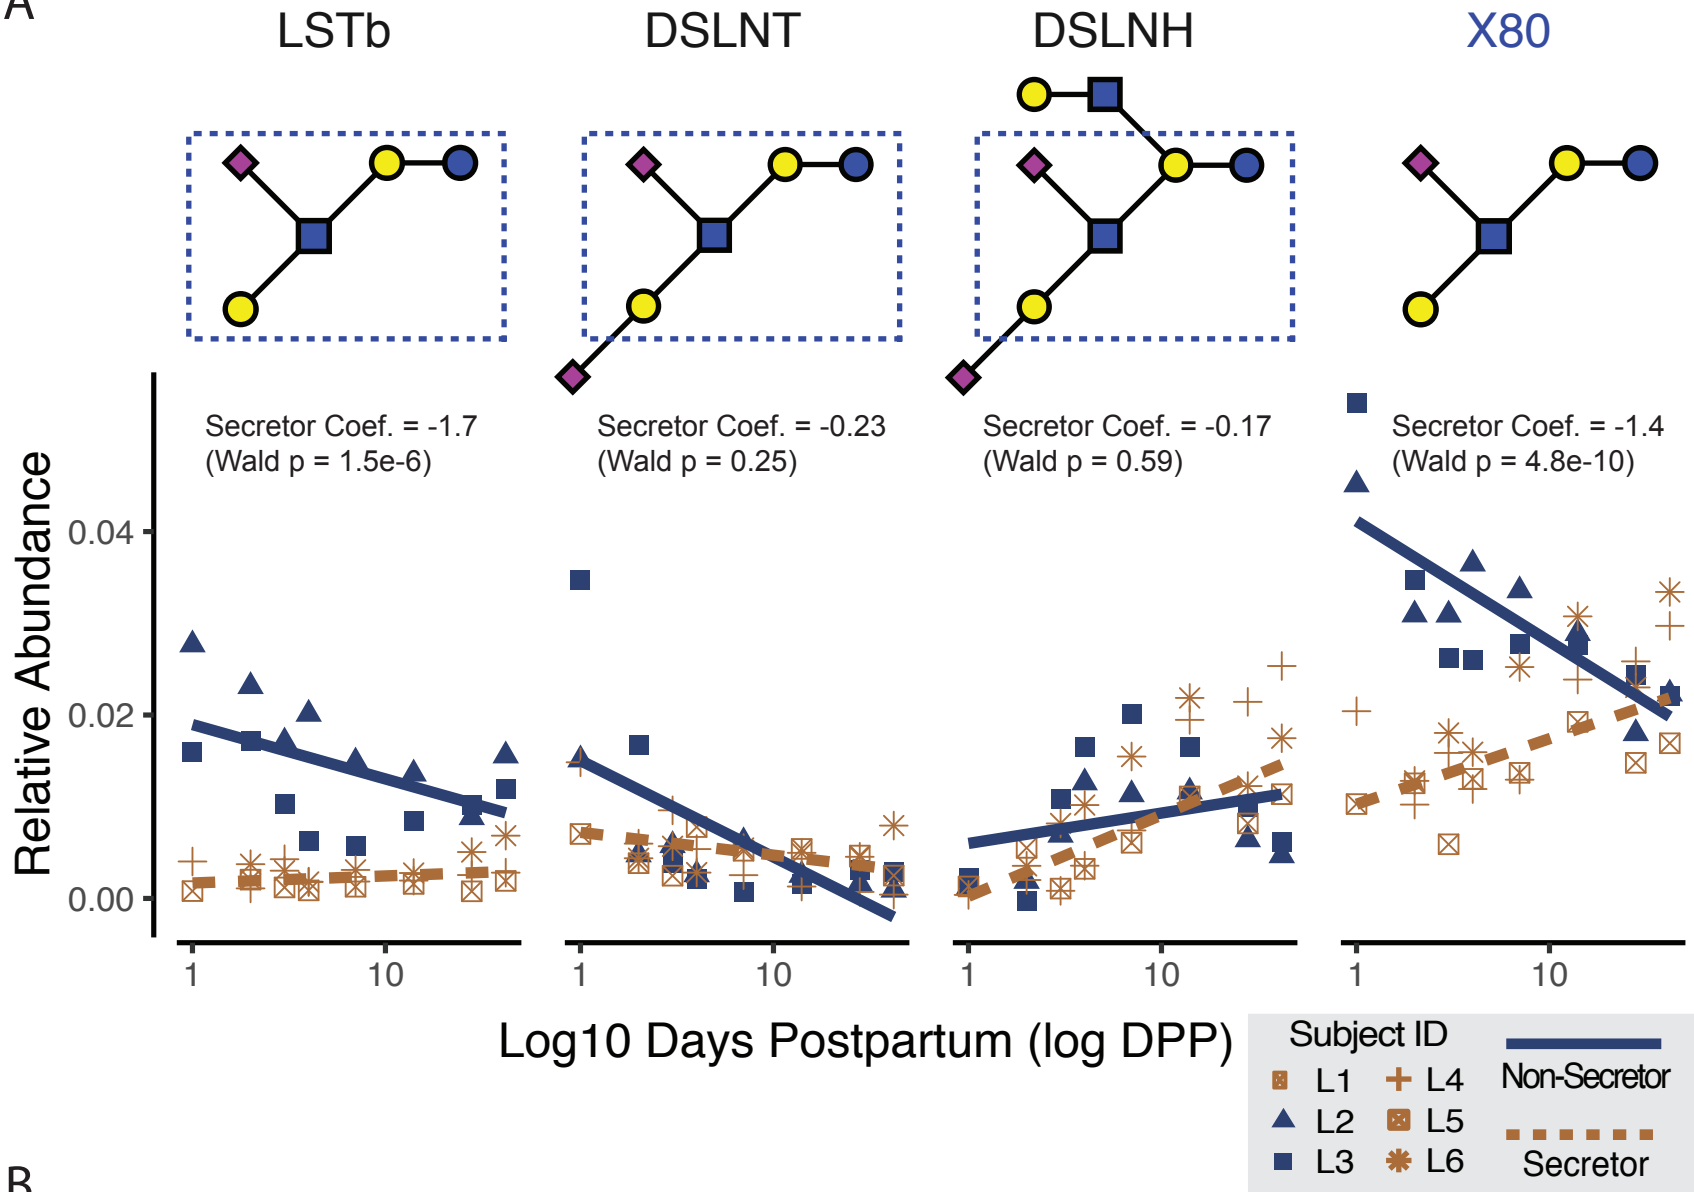 A
LSTb
DSLNT
DSLNH
X80
Secretor Coef. = -1.7
(Wald p = 1.5e-6)
Secretor Coef. = -0.23
(Wald p = 0.25)
Secretor Coef. = -0.17
(Wald p = 0.59)
Secretor Coef. = -1.4
(Wald p = 4.8e-10)
Relative Abundance
0.04
0.02
0.00
1 10
1 10
1 10
1 10
Log10 Days Postpartum (log DPP)
Subject ID
L1
L2
L3
L4
L5
L6
Non-Secretor
Secretor
B